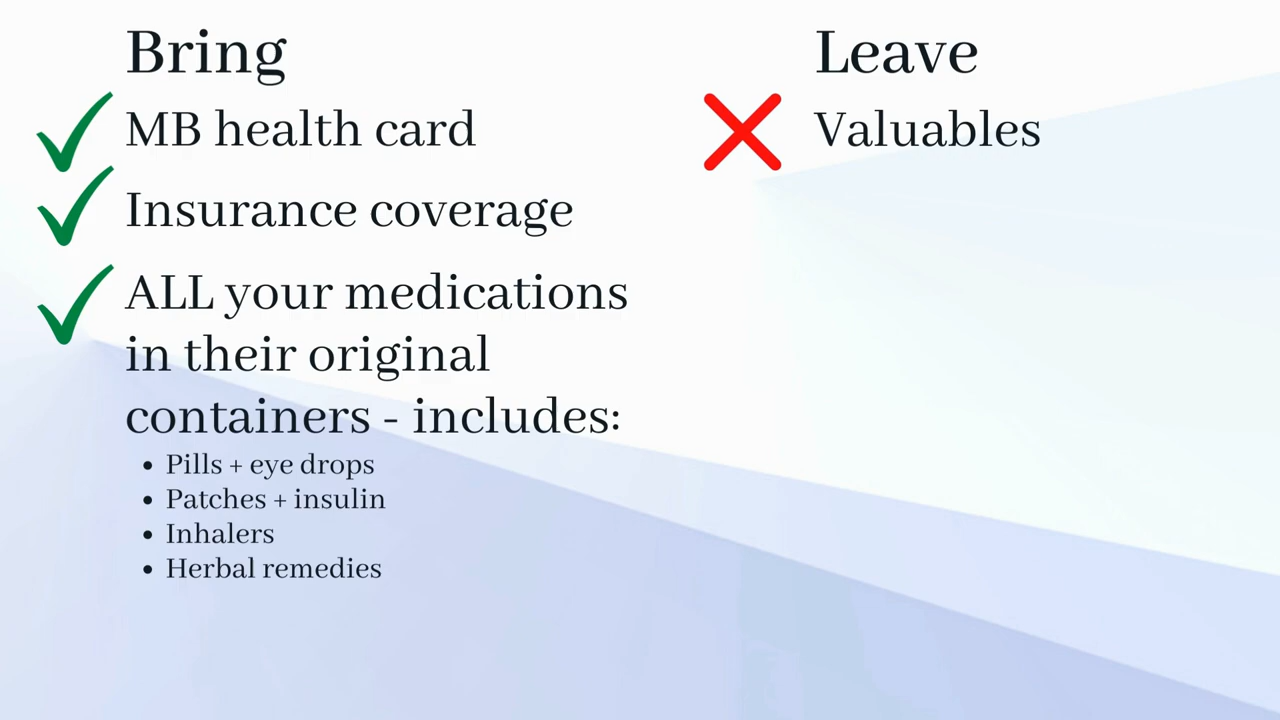 Bring
MB health card
Insurance coverage
ALL your medications
in their original
containers - includes:
Pills + eye drops
Patches + insulin
Inhalers
Herbal remedies
Leave
Valuables